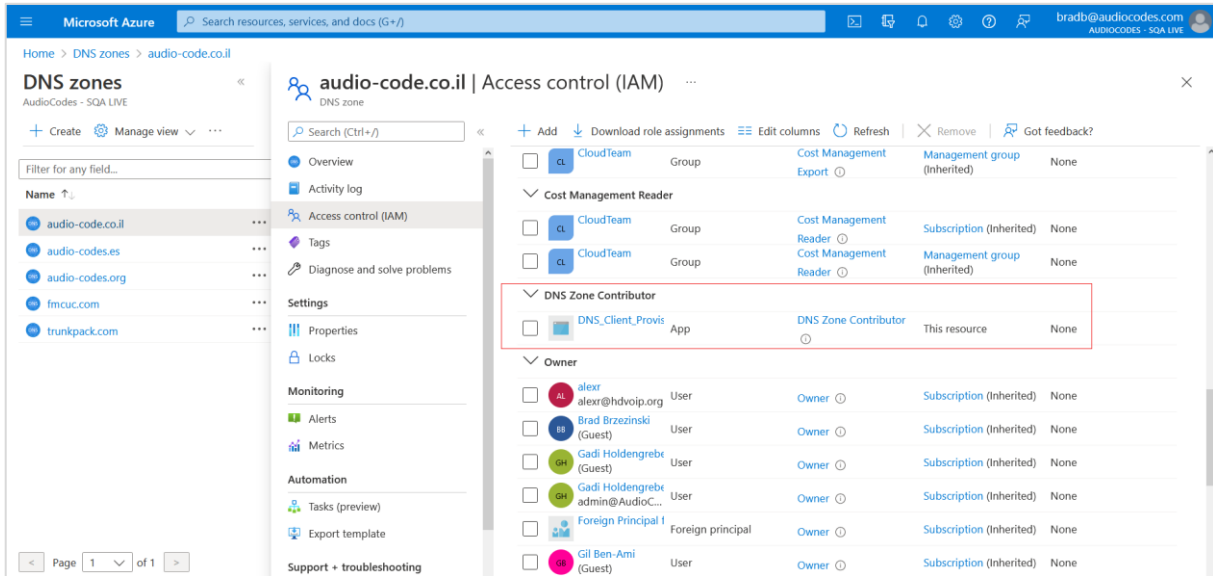 Microsoft Azure
Search resources, services, and docs (G+/)
bradb@audiocodes.com
AUDIOCODES - SQA LIVE
Home > DNS zones > audio-code.co.il
DNS zones
AudioCodes - SQA LIVE
+ Create Manage view ...
Filter for any field...
Name ↑↓
audio-code.co.il ...
audio-codes.es ...
audio-codes.org ...
fmcuc.com ...
trunkpack.com ...
< Page 1 of 1 >
audio-code.co.il | Access control (IAM) ...
DNS zone
Search (Ctrl+/)
Overview
Activity log
Access control (IAM)
Tags
Diagnose and solve problems
Settings
Properties
Locks
Monitoring
Alerts
Metrics
Automation
Tasks (preview)
Export template
Support + troubleshooting
+ Add Download role assignments Edit columns Refresh Remove Got feedback?
CL CloudTeam Group Cost Management Export Management group (Inherited) None
Cost Management Reader
CL CloudTeam Group Cost Management Reader Subscription (Inherited) None
CL CloudTeam Group Cost Management Reader Management group (Inherited) None
DNS Zone Contributor
DNS_Client_Provis App DNS Zone Contributor This resource None
Owner
AL alexr alexr@hdvoip.org User Owner Subscription (Inherited) None
BB Brad Brzezinski (Guest) User Owner Subscription (Inherited) None
GH Gadi Holdengrebe (Guest) User Owner Subscription (Inherited) None
GH Gadi Holdengrebe admin@AudioC... User Owner Subscription (Inherited) None
Foreign Principal f Foreign principal Owner Subscription (Inherited) None
GB Gil Ben-Ami (Guest) User Owner Subscription (Inherited) None